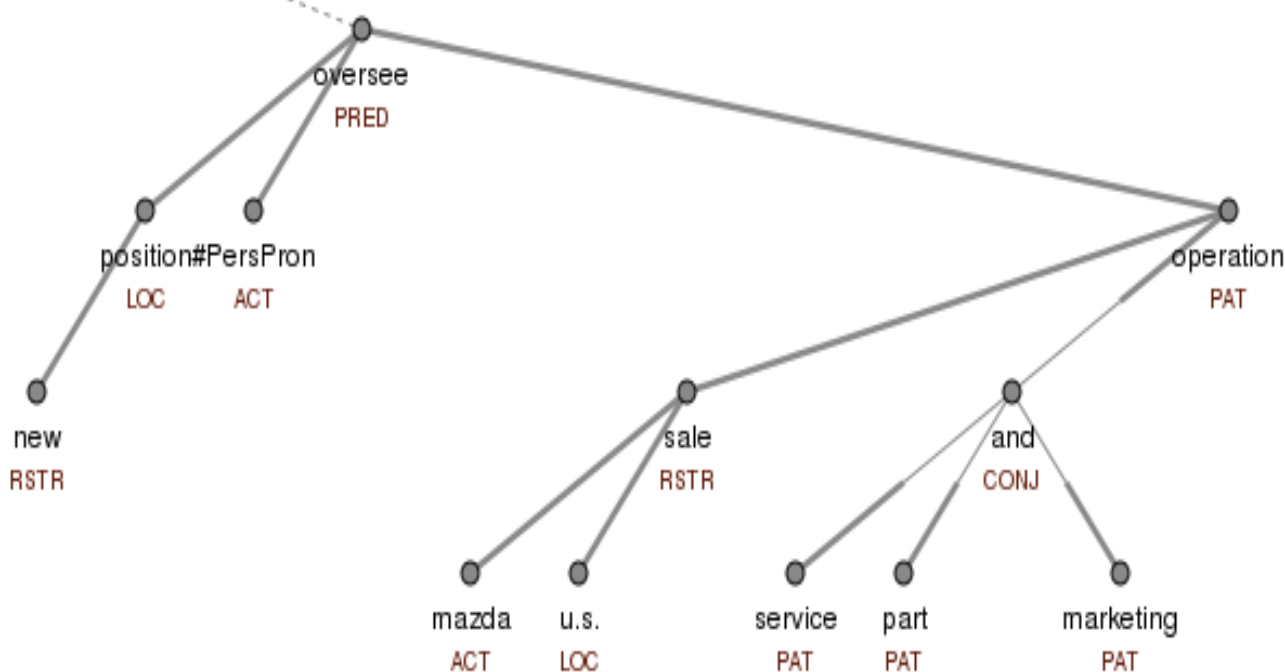 oversee
PRED
position #PersPron operation
LOC ACT PAT
new sale and
RSTR RSTR CONJ
mazda u.s. service part marketing
ACT LOC PAT PAT PAT